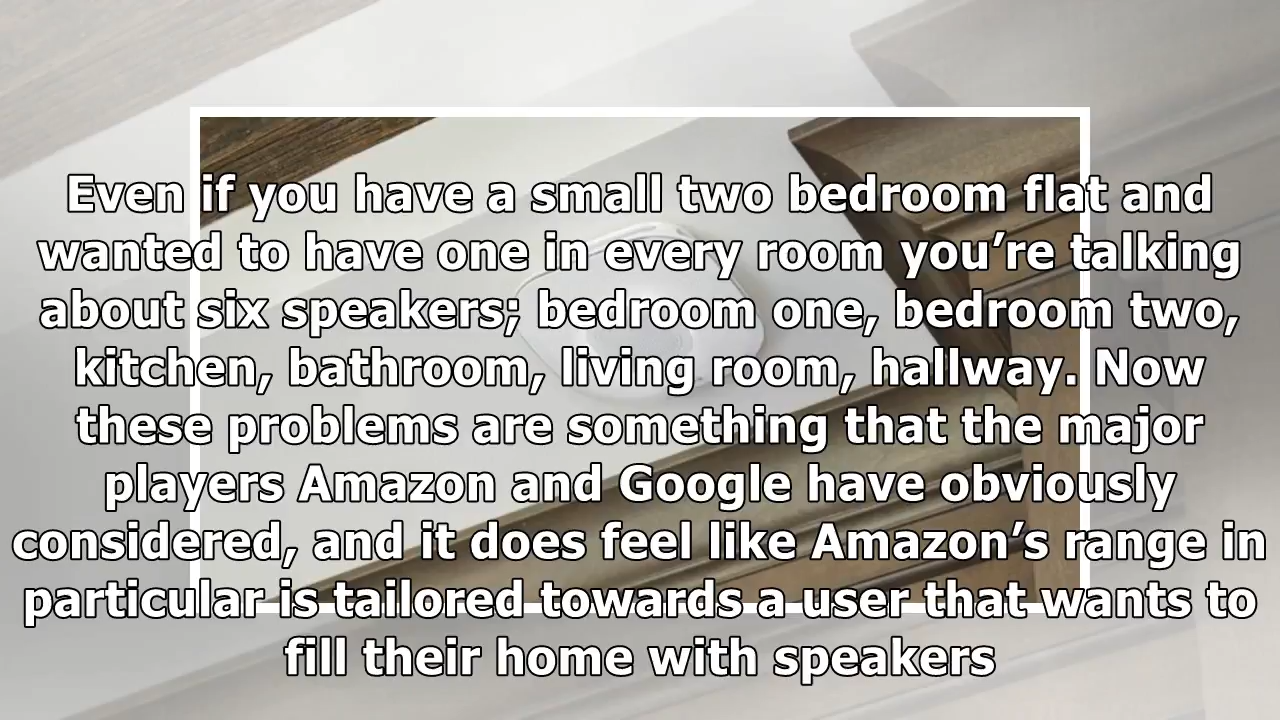 Even if you have a small two bedroom flat and
wanted to have one in every room you’re talking
about six speakers; bedroom one, bedroom two,
kitchen, bathroom, living room, hallway. Now
these problems are something that the major
players Amazon and Google have obviously
considered, and it does feel like Amazon’s range in
particular is tailored towards a user that wants to
fill their home with speakers